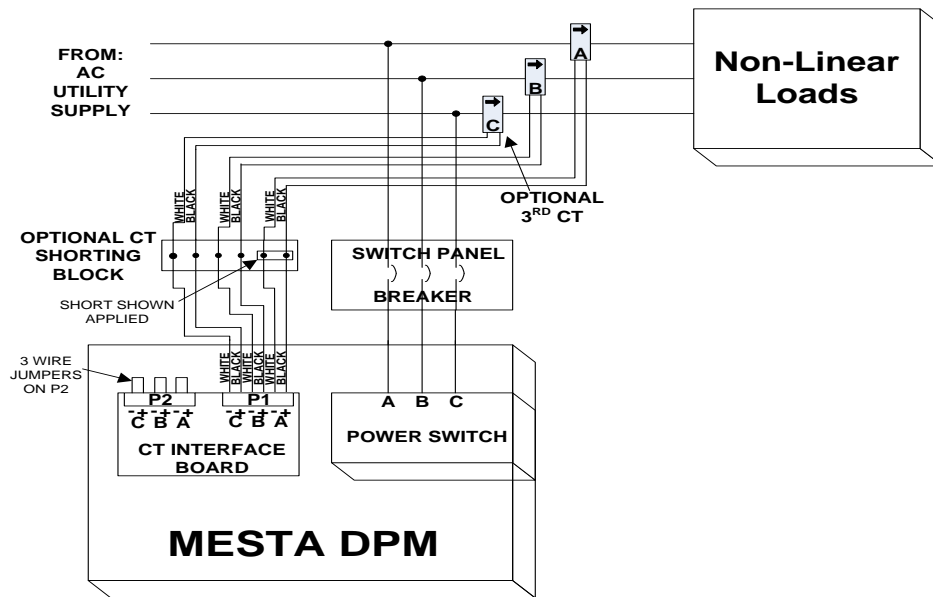 FROM:
AC
UTILITY
SUPPLY
A
B
C
Non-Linear
Loads
OPTIONAL
3RD CT
WHITE
BLACK
WHITE
BLACK
WHITE
BLACK
OPTIONAL CT
SHORTING
BLOCK
SHORT SHOWN
APPLIED
SWITCH PANEL
BREAKER
3 WIRE
JUMPERS
ON P2
WHITE
BLACK
WHITE
BLACK
WHITE
BLACK
P2
P1
-+ -+ -+
C B A
-+ -+ -+
C B A
CT INTERFACE
BOARD
A B C
POWER SWITCH
MESTA DPM